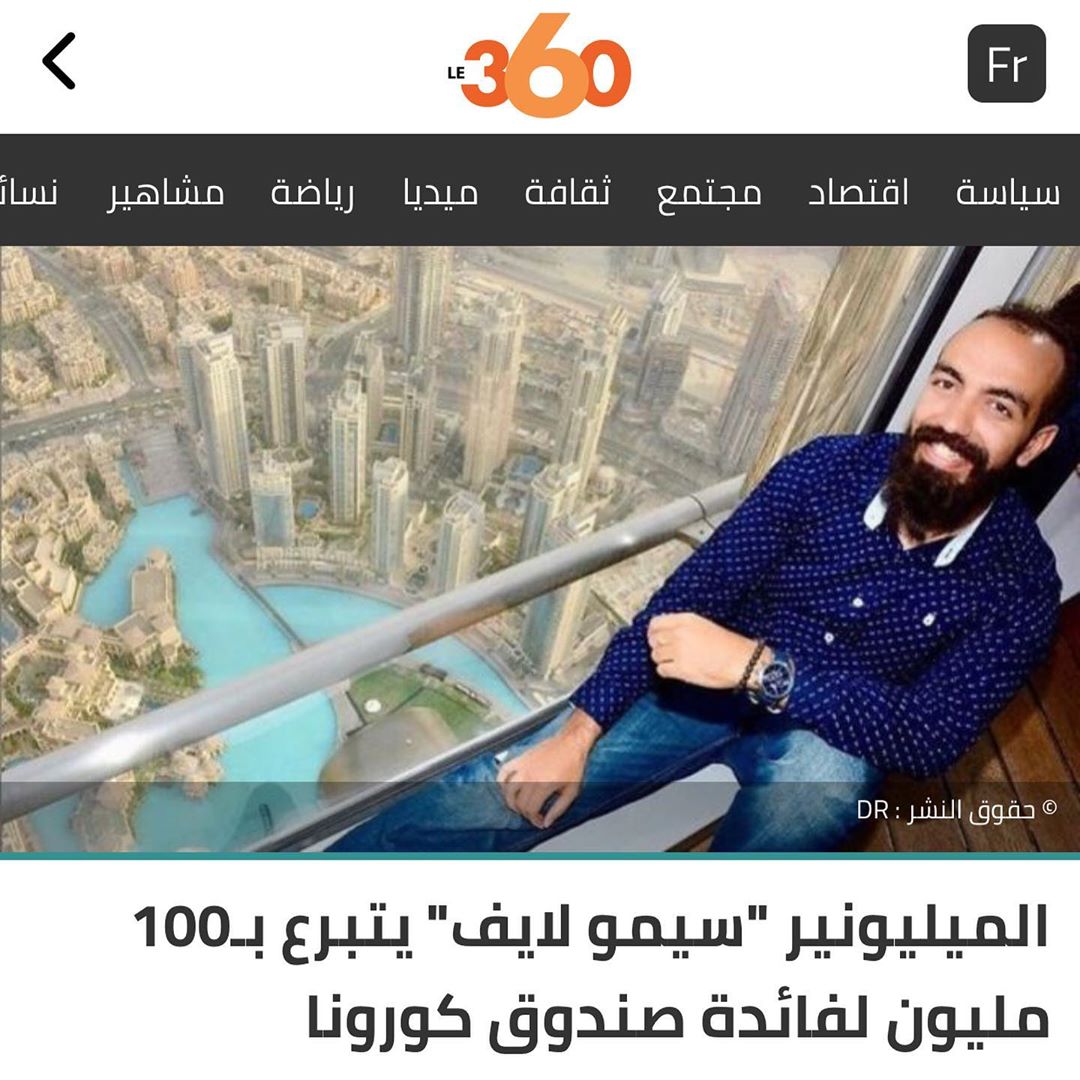 LE 360
Fr
سياسة اقتصاد مجتمع ثقافة ميديا رياضة مشاهير نسائ
© حقوق النشر : DR
الميليونير "سيمو لايف" يتبرع بـ100
مليون لفائدة صندوق كورونا